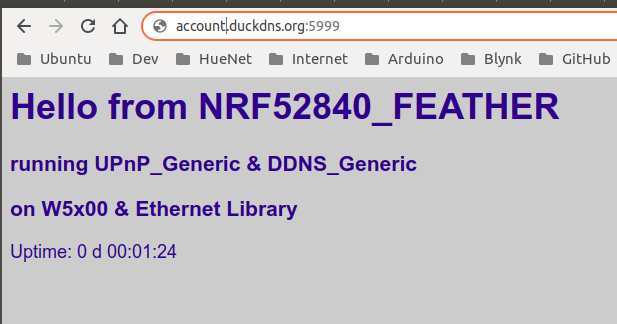 account.duckdns.org:5999
Ubuntu Dev HueNet Internet Arduino Blynk GitHub
Hello from NRF52840_FEATHER
running UPnP_Generic & DDNS_Generic
on W5x00 & Ethernet Library
Uptime: 0 d 00:01:24